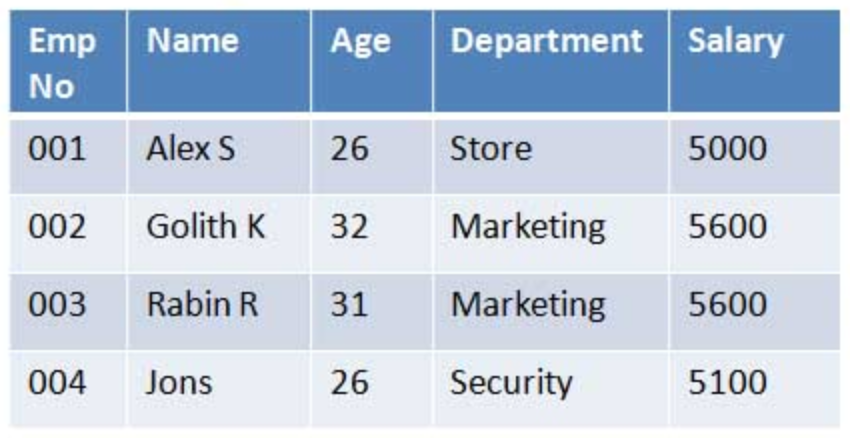 Emp No Name Age Department Salary
001 Alex S 26 Store 5000
002 Golith K 32 Marketing 5600
003 Rabin R 31 Marketing 5600
004 Jons 26 Security 5100